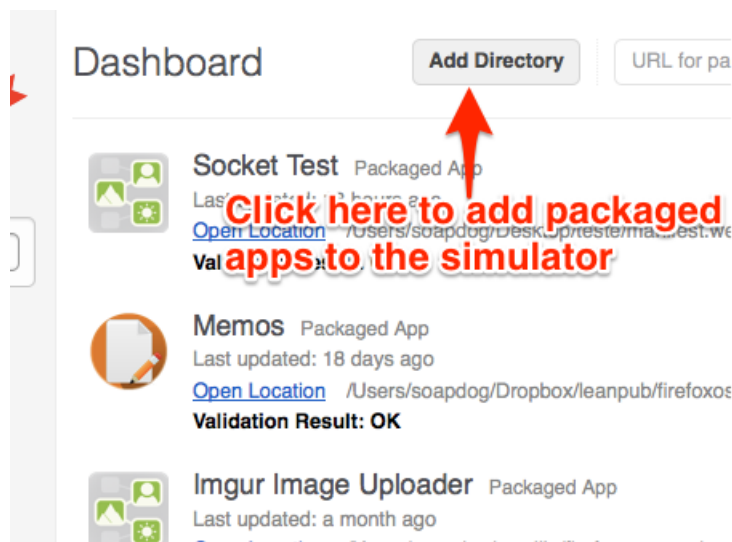 Dashboard
Add Directory
URL for pa
Socket Test Packaged App
Click here to add packaged
Open Location /Users/soapdog/Desktop/teste/manifest.we
apps to the simulator
Memos Packaged App
Last updated: 18 days ago
Open Location /Users/soapdog/Dropbox/leanpub/firefoxos
Validation Result: OK
Imgur Image Uploader Packaged App
Last updated: a month ago